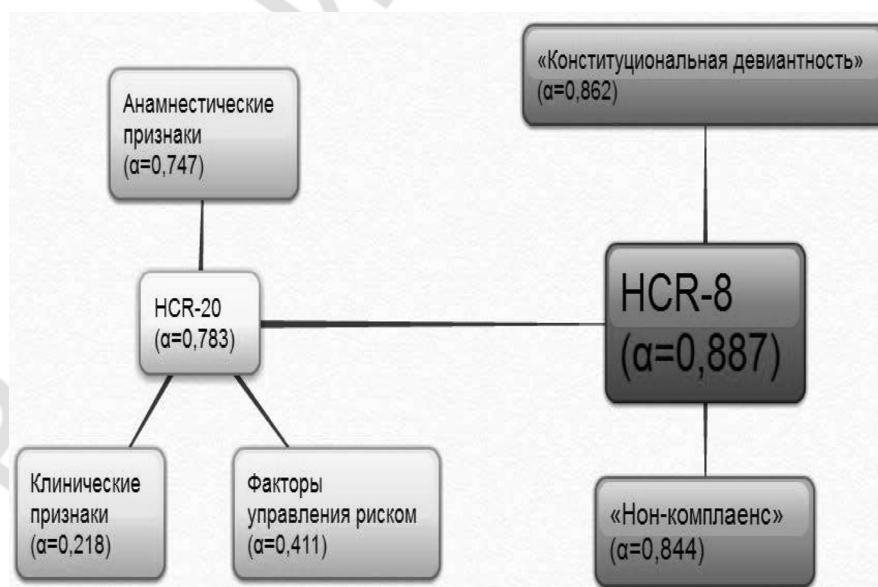 «Конституциональная девиантность»
(α=0,862)
Анамнестические
признаки
(α=0,747)
HCR-20
(α=0,783)
HCR-8
(α=0,887)
Клинические
признаки
(α=0,218)
Факторы
управления риском
(α=0,411)
«Нон-комплаенс»
(α=0,844)